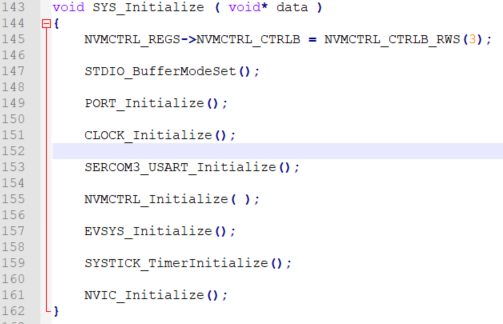 143 void SYS_Initialize ( void* data )
144 {
145 NVMCTRL_REGS->NVMCTRL_CTRLB = NVMCTRL_CTRLB_RWS(3);
146
147 STDIO_BufferModeSet();
148
149 PORT_Initialize();
150
151 CLOCK_Initialize();
152
153 SERCOM3_USART_Initialize();
154
155 NVMCTRL_Initialize( );
156
157 EVSYS_Initialize();
158
159 SYSTICK_TimerInitialize();
160
161 NVIC_Initialize();
162 }